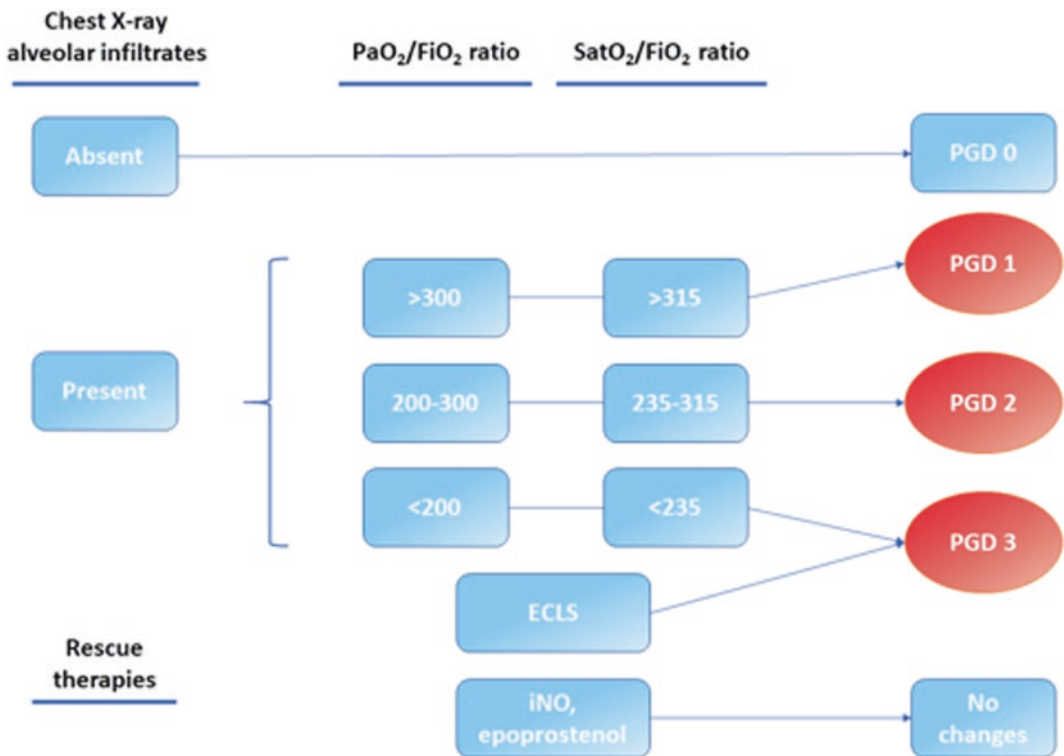 Chest X-ray
alveolar infiltrates
PaO₂/FiO₂ ratio
SatO₂/FiO₂ ratio
Absent
PGD 0
PGD 1
>300
>315
Present
200-300
235-315
PGD 2
<200
<235
PGD 3
ECLS
Rescue
therapies
iNO,
epoprostenol
No
changes